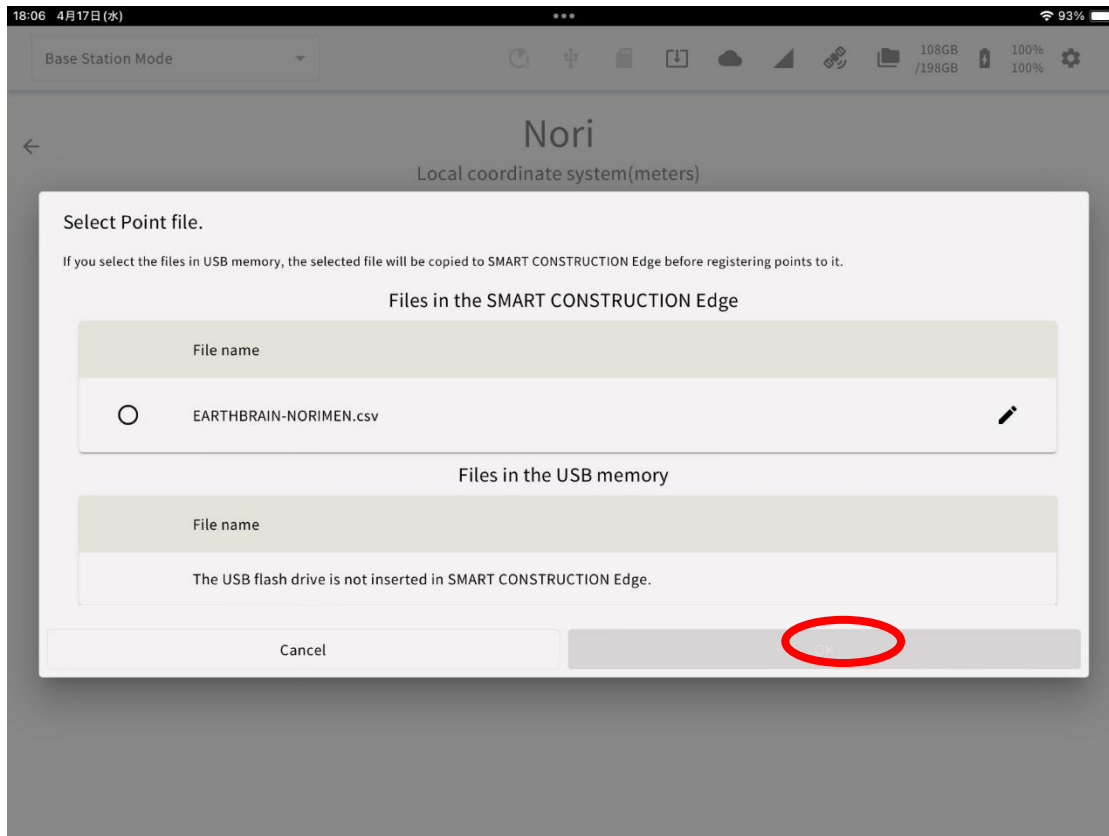 18:06 4月17日(水)
93%
Base Station Mode
108GB
/198GB
100%
100%
Nori
Local coordinate system(meters)
Select Point file.
If you select the files in USB memory, the selected file will be copied to SMART CONSTRUCTION Edge before registering points to it.
Files in the SMART CONSTRUCTION Edge
File name
EARTHBRAIN-NORIMEN.csv
Files in the USB memory
File name
The USB flash drive is not inserted in SMART CONSTRUCTION Edge.
Cancel
OK